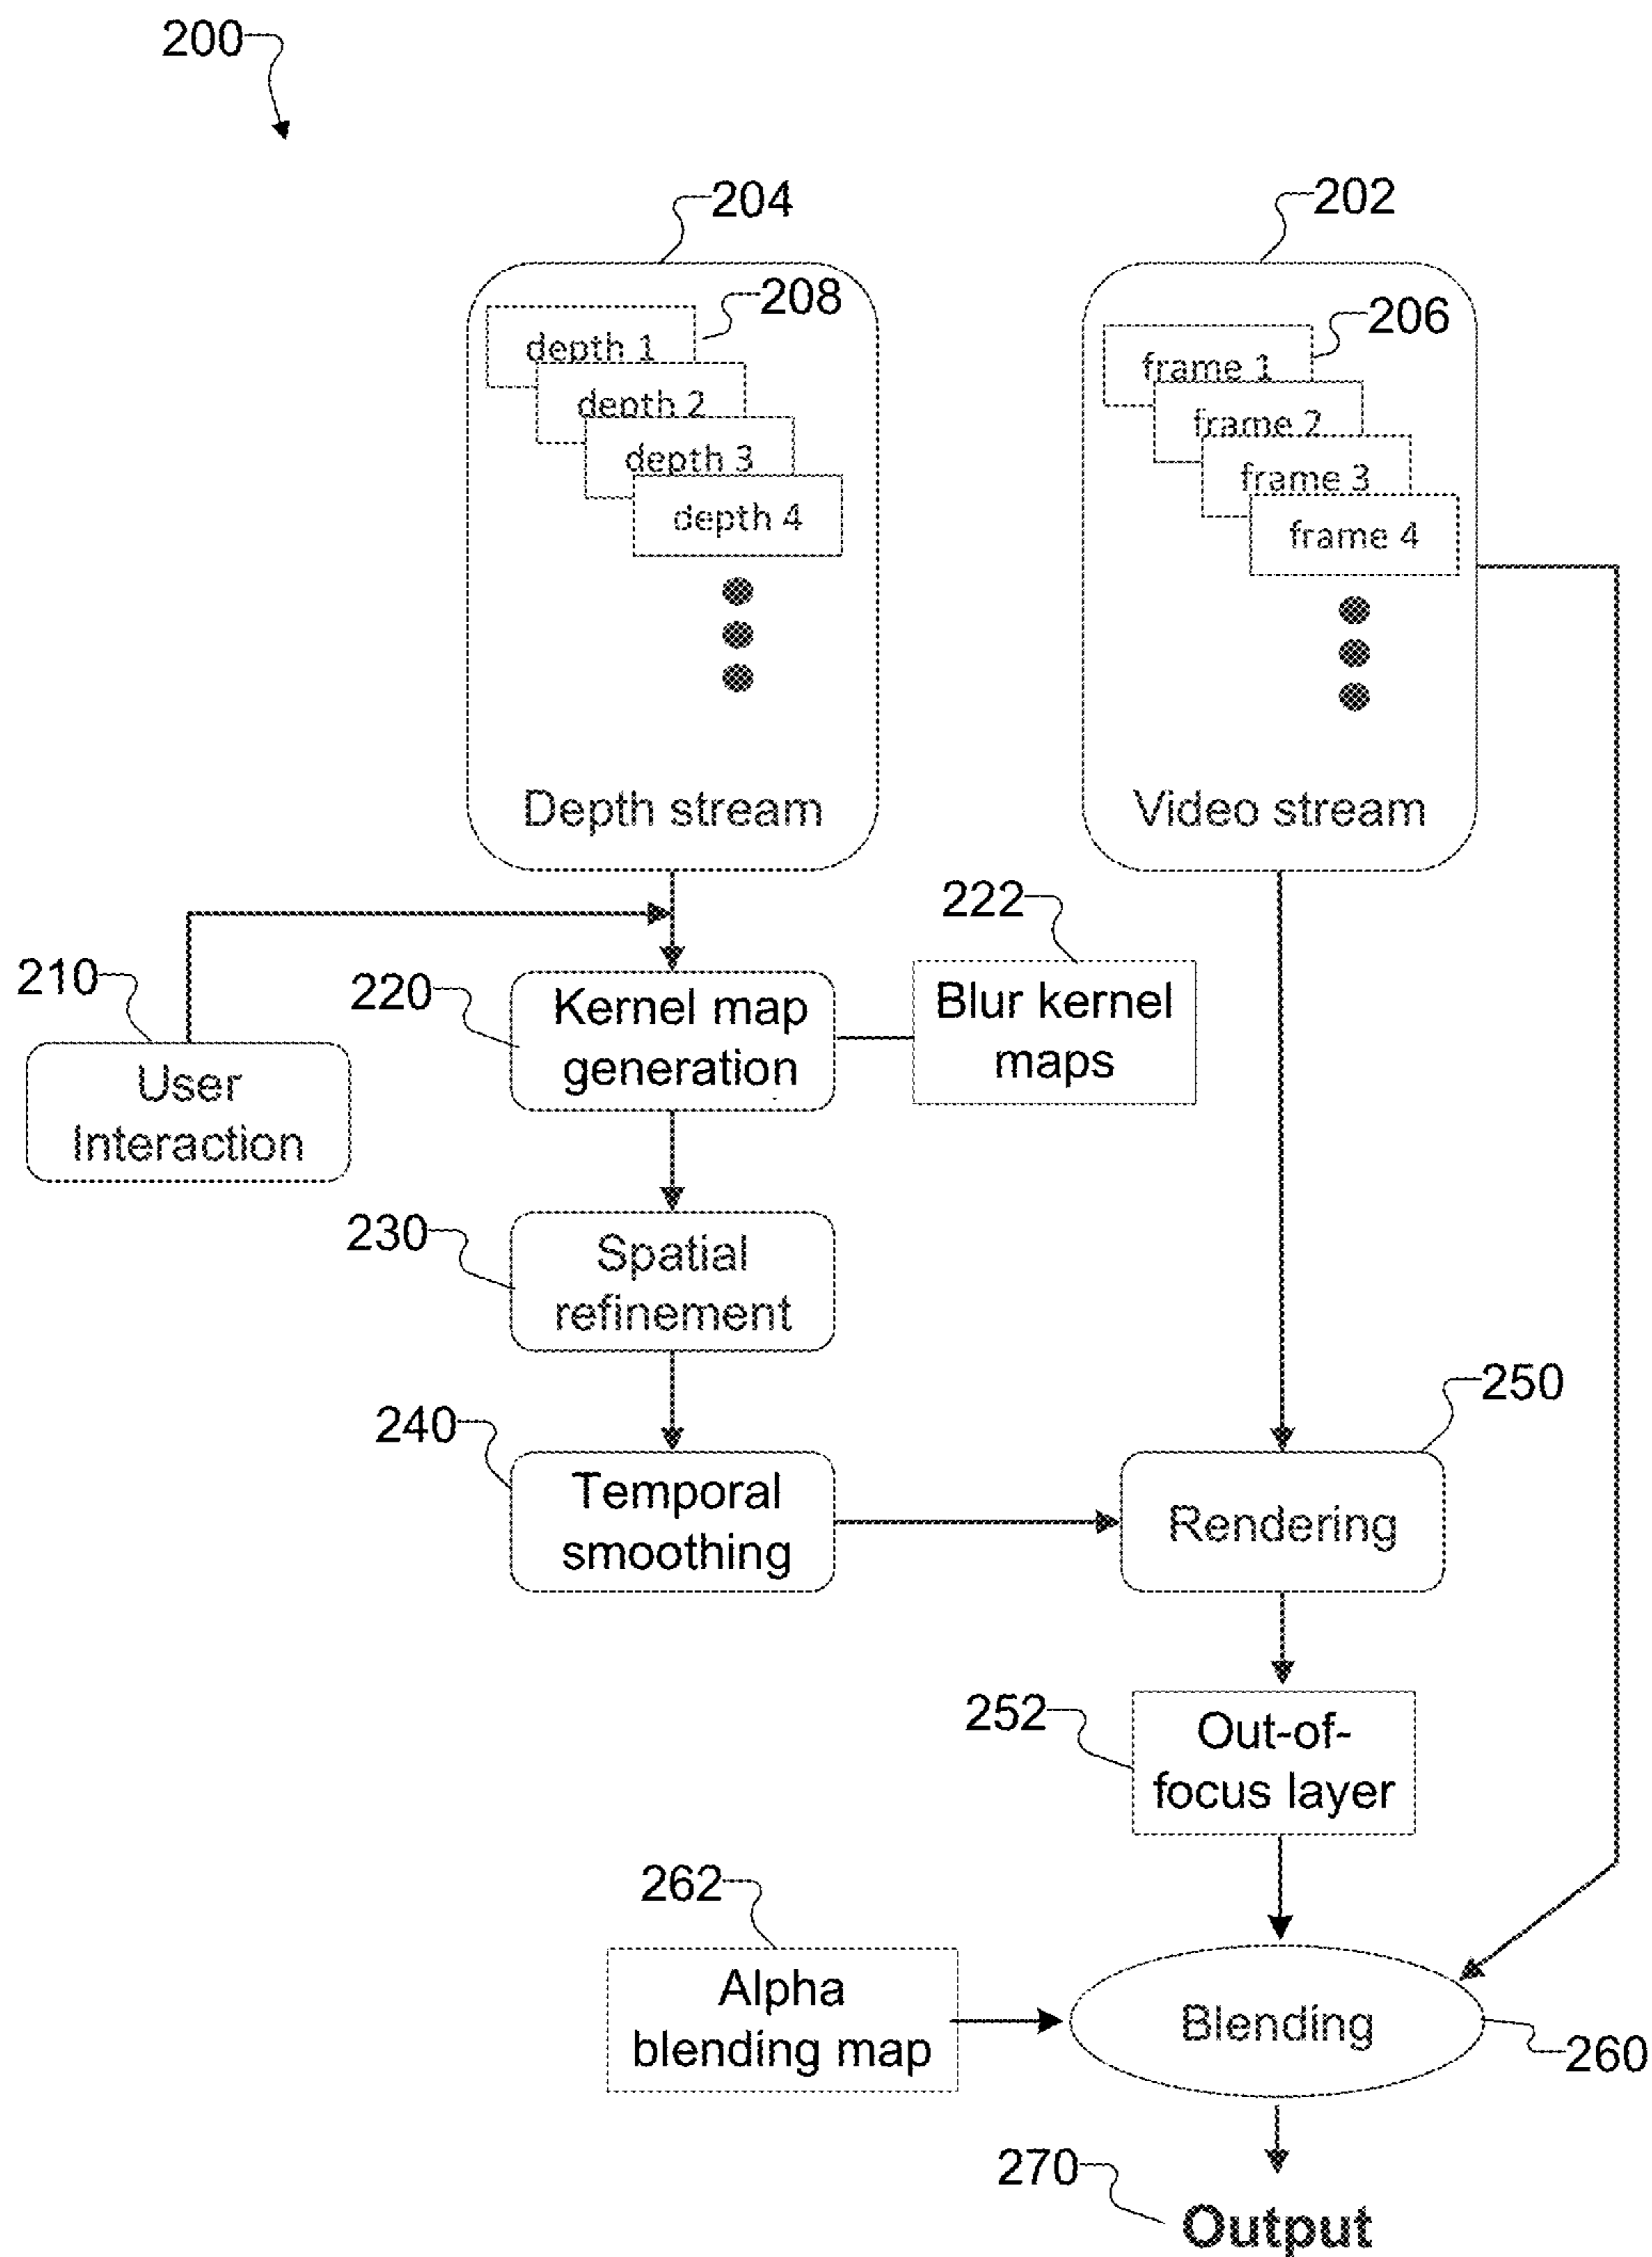 200
204
202
208
206
depth 1
depth 2
depth 3
depth 4
frame 1
frame 2
frame 3
frame 4
Depth stream
Video stream
222
210
220
Kernel map
generation
Blur kernel
maps
User
Interaction
230
Spatial
refinement
250
240
Temporal
smoothing
Rendering
252
Out-of-
focus layer
262
Alpha
blending map
Blending
260
270
Output